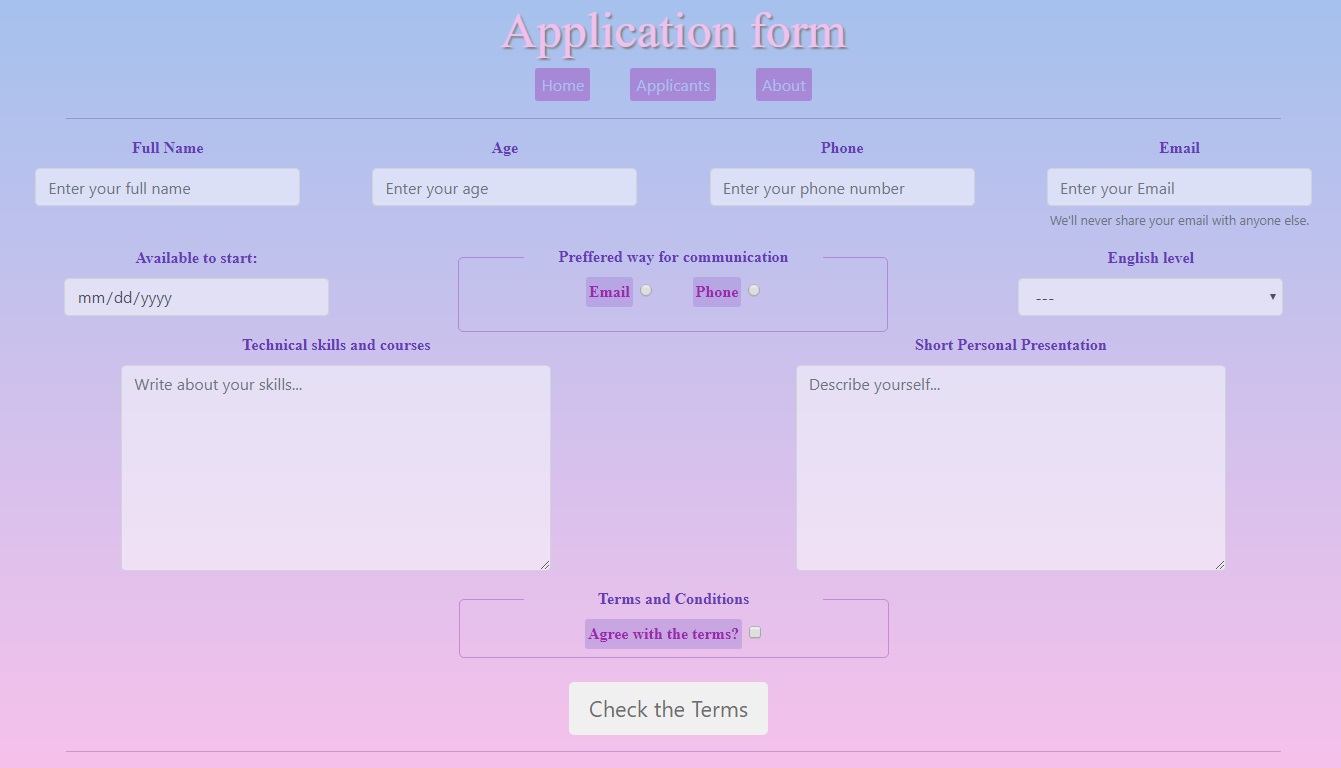 Application form
Home Applicants About
Full Name Age Phone Email
Enter your full name Enter your age Enter your phone number Enter your Email
We'll never share your email with anyone else.
Available to start: Preffered way for communication English level
mm/dd/yyyy Email Phone ---
Technical skills and courses Short Personal Presentation
Write about your skills... Describe yourself...
Terms and Conditions
Agree with the terms?
Check the Terms